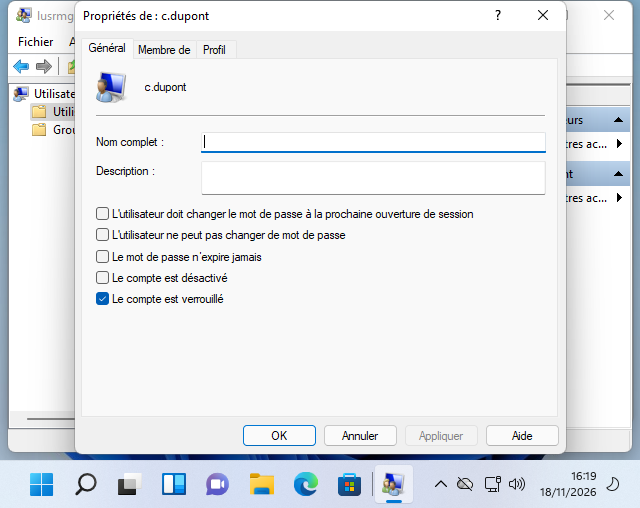 lusrmg
Propriétés de : c.dupont
?
Fichier
Général
Membre de
Profil
c.dupont
Nom complet :
Description :
L'utilisateur doit changer le mot de passe à la prochaine ouverture de session
L'utilisateur ne peut pas changer de mot de passe
Le mot de passe n'expire jamais
Le compte est désactivé
Le compte est verrouillé
OK
Annuler
Appliquer
Aide
Utilisate
Utili
Grou
urs
tres ac...
nt
tres ac...
16:19
18/11/2026